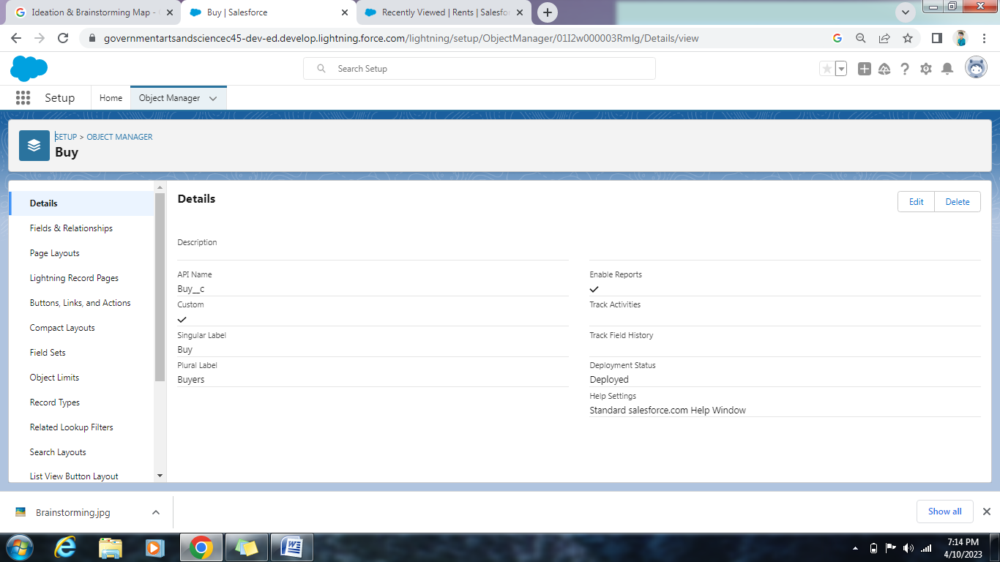 Ideation & Brainstorming Map -
Buy | Salesforce
Recently Viewed | Rents | Salesfo
governmentartsandsciencec45-dev-ed.develop.lightning.force.com/lightning/setup/ObjectManager/01I2w000003Rmlg/Details/view
Search Setup
Setup
Home
Object Manager
SETUP > OBJECT MANAGER
Buy
Details
Fields & Relationships
Page Layouts
Lightning Record Pages
Buttons, Links, and Actions
Compact Layouts
Field Sets
Object Limits
Record Types
Related Lookup Filters
Search Layouts
List View Button Layout
Details
Edit
Delete
Description
API Name
Buy__c
Custom
Singular Label
Buy
Plural Label
Buyers
Enable Reports
Track Activities
Track Field History
Deployment Status
Deployed
Help Settings
Standard salesforce.com Help Window
Brainstorming.jpg
Show all
7:14 PM
4/10/2023